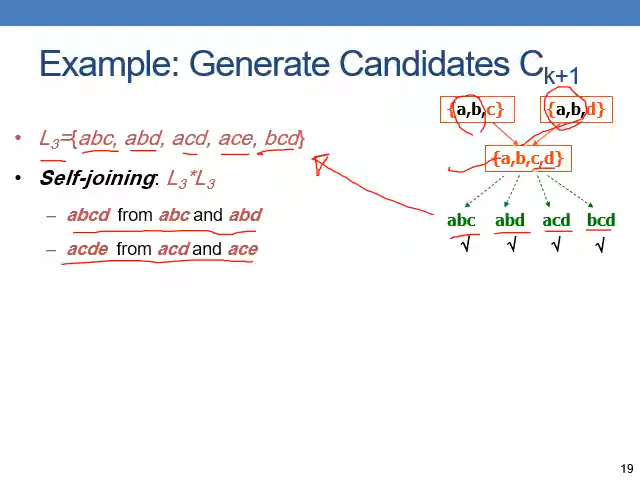 Example: Generate Candidates Ck+1
{a,b,c} {a,b,d}
• L3={abc, abd, acd, ace, bcd}
{a,b,c,d}
• Self-joining: L3*L3
– abcd from abc and abd
abc abd acd bcd
√ √ √ √
– acde from acd and ace
19